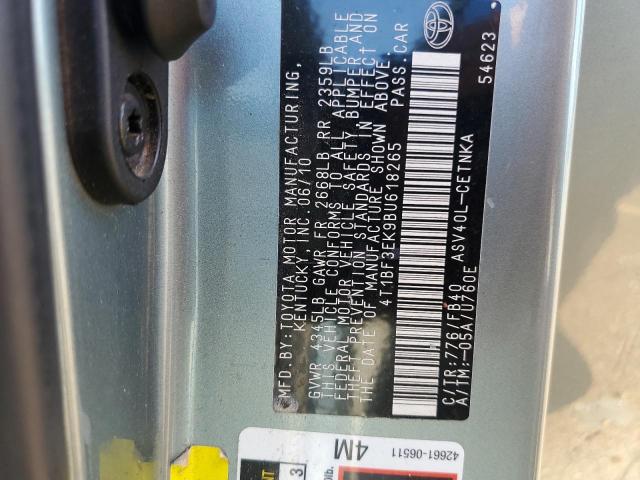 MFD.BY:TOYOTA MOTOR MANUFACTURING,
KENTUCKY, INC. 06/10
GVWR 4345LB GAWR FR 2668LB RR 2359LB
THIS VEHICLE CONFORMS TO ALL APPLICABLE
FEDERAL MOTOR VEHICLE SAFETY, BUMPER,AND
THEFT PREVENTION STANDARDS IN EFFECT ON
THE DATE OF MANUFACTURE SHOWN ABOVE.
4T1BF3EK9BU618265 PASS.CAR
C/TR:776/FB40 ASV40L-CETNKA
A/TM:-05A/U760E
54623
4M
42661-06511
3